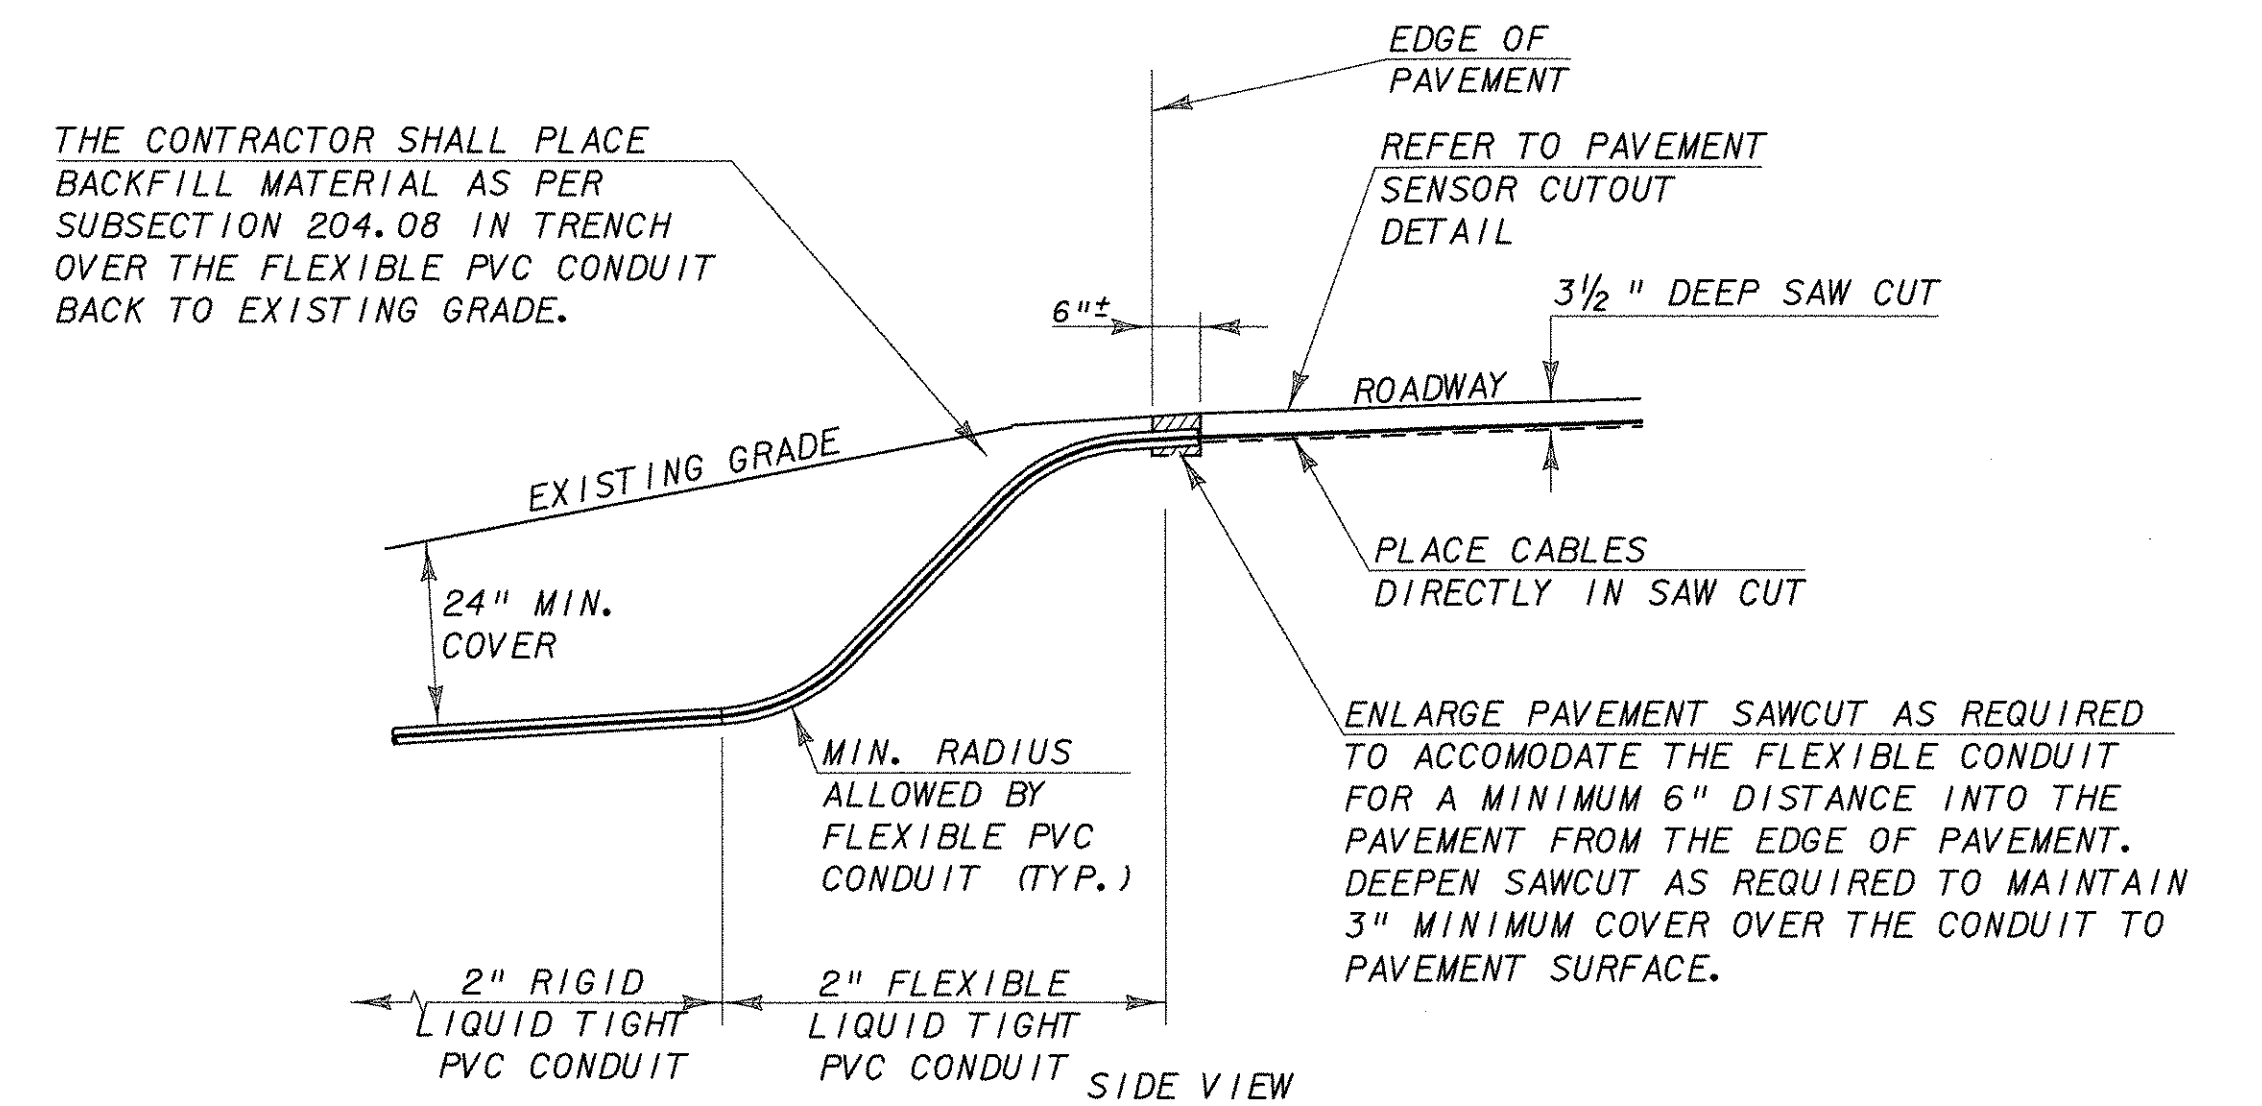 EDGE OF
PAVEMENT
THE CONTRACTOR SHALL PLACE
BACKFILL MATERIAL AS PER
SUBSECTION 204.08 IN TRENCH
OVER THE FLEXIBLE PVC CONDUIT
BACK TO EXISTING GRADE.
REFER TO PAVEMENT
SENSOR CUTOUT
DETAIL
6"±
3½" DEEP SAW CUT
ROADWAY
EXISTING GRADE
PLACE CABLES
DIRECTLY IN SAW CUT
24" MIN.
COVER
MIN. RADIUS
ALLOWED BY
FLEXIBLE PVC
CONDUIT (TYP.)
ENLARGE PAVEMENT SAWCUT AS REQUIRED
TO ACCOMODATE THE FLEXIBLE CONDUIT
FOR A MINIMUM 6" DISTANCE INTO THE
PAVEMENT FROM THE EDGE OF PAVEMENT.
DEEPEN SAWCUT AS REQUIRED TO MAINTAIN
3" MINIMUM COVER OVER THE CONDUIT TO
PAVEMENT SURFACE.
2" RIGID
LIQUID TIGHT
PVC CONDUIT
2" FLEXIBLE
LIQUID TIGHT
PVC CONDUIT
SIDE VIEW